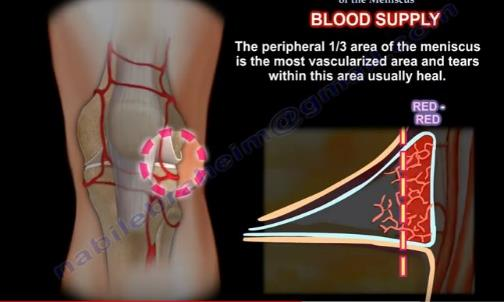 of the Meniscus
BLOOD SUPPLY
The peripheral 1/3 area of the meniscus
is the most vascularized area and tears
within this area usually heal.
RED -
RED